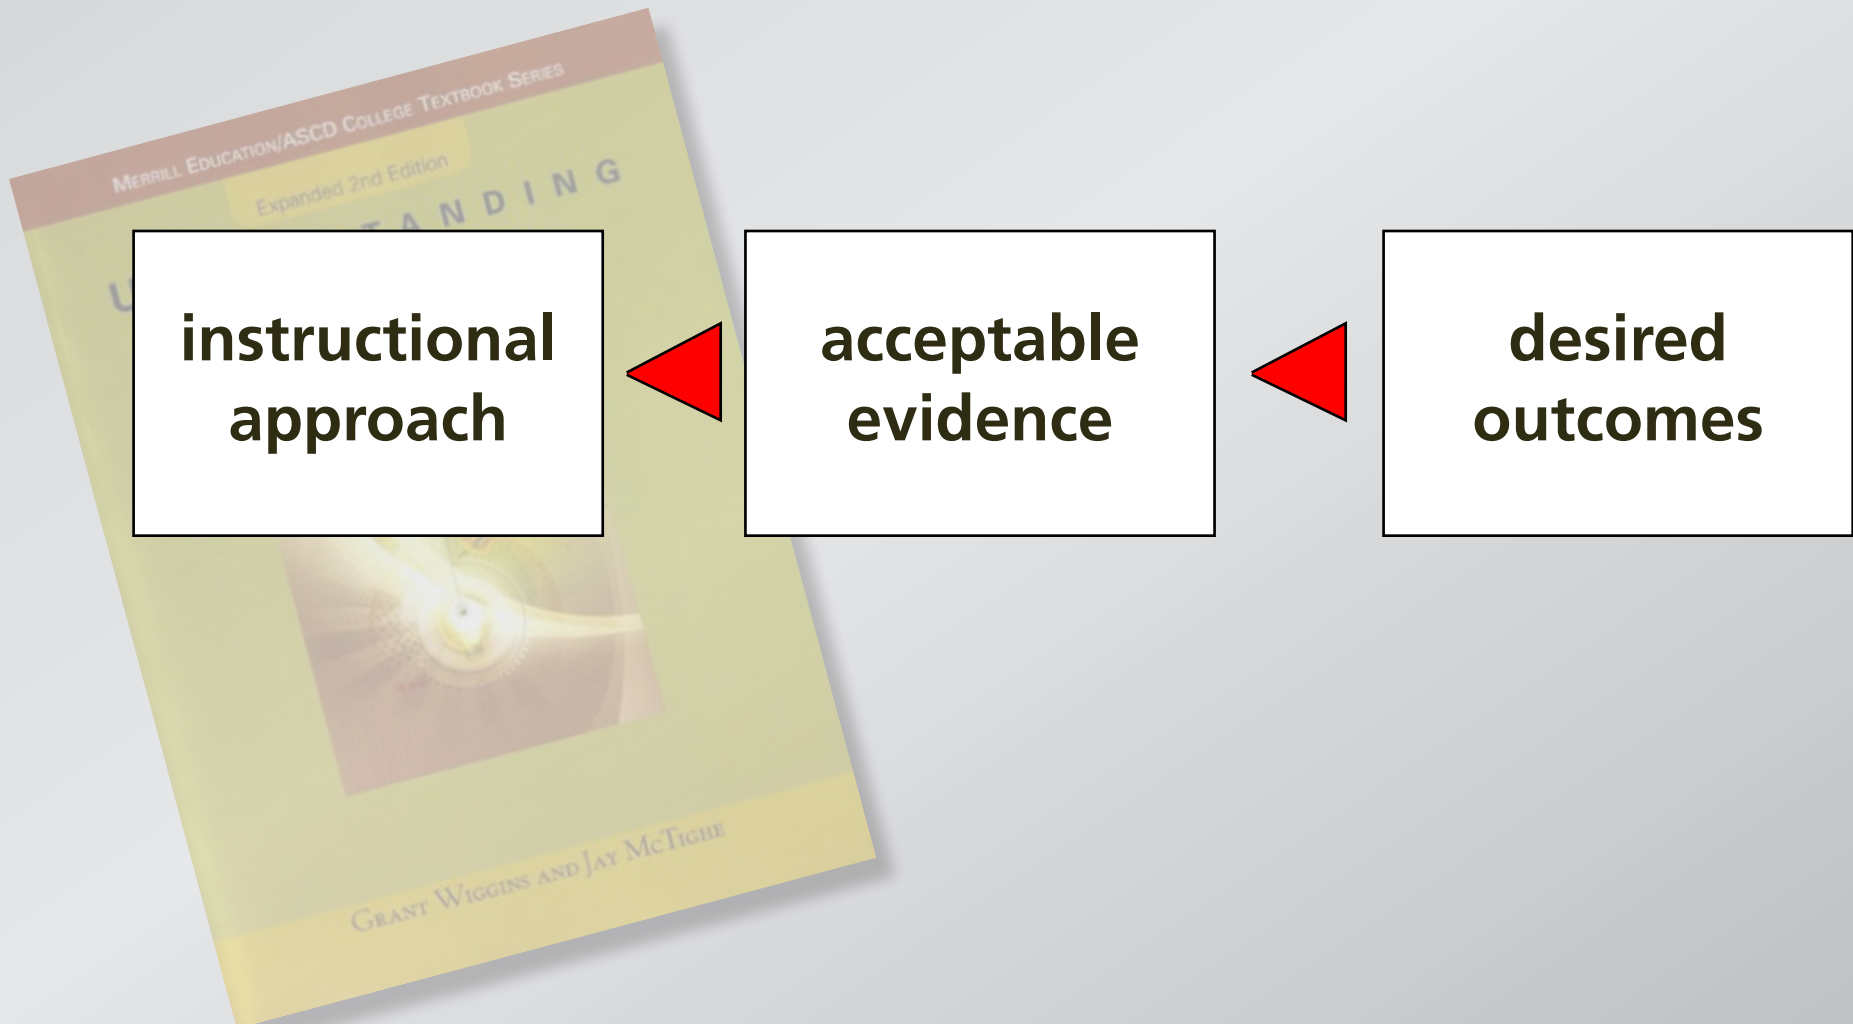 MERRILL EDUCATION/ASCD COLLEGE TEXTBOOK SERIES
Expanded 2nd Edition
instructional
approach
acceptable
evidence
desired
outcomes
GRANT WIGGINS AND JAY MCTIGHE